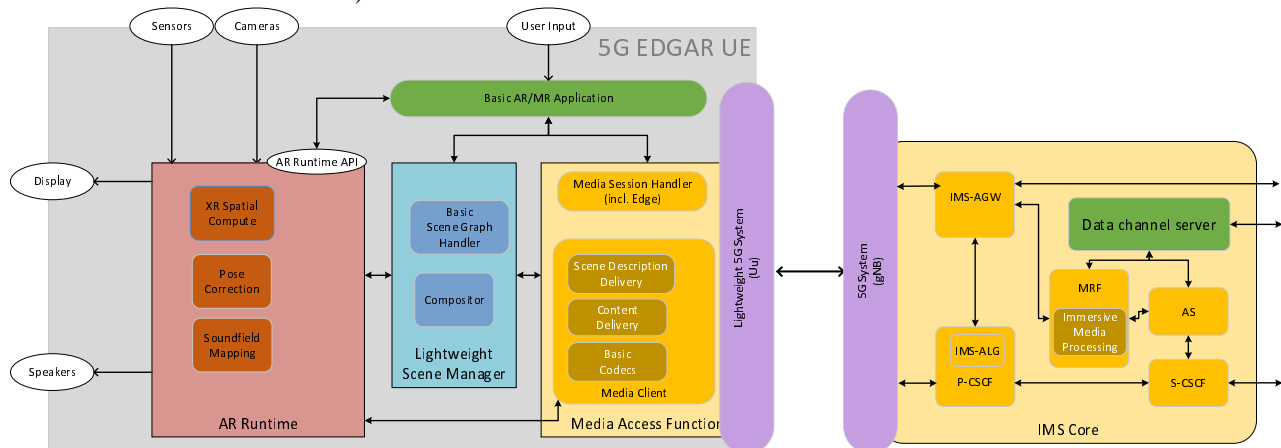 )
Sensors
Cameras
User Input
5G EDGAR UE
Basic AR/MR Application
AR Runtime API
Display
Speakers
XR Spatial
Compute
Pose
Correction
Soundfield
Mapping
AR Runtime
Basic
Scene Graph
Handler
Compositor
Lightweight
Scene Manager
Media Session Handler
(incl. Edge)
Scene Description
Delivery
Content
Delivery
Basic
Codecs
Media Client
Media Access Function
Lightweight 5G System
(Uu)
5G System
(gNB)
IMS-AGW
Data channel server
MRF
Immersive
Media
Processing
AS
IMS-ALG
P-CSCF
S-CSCF
IMS Core